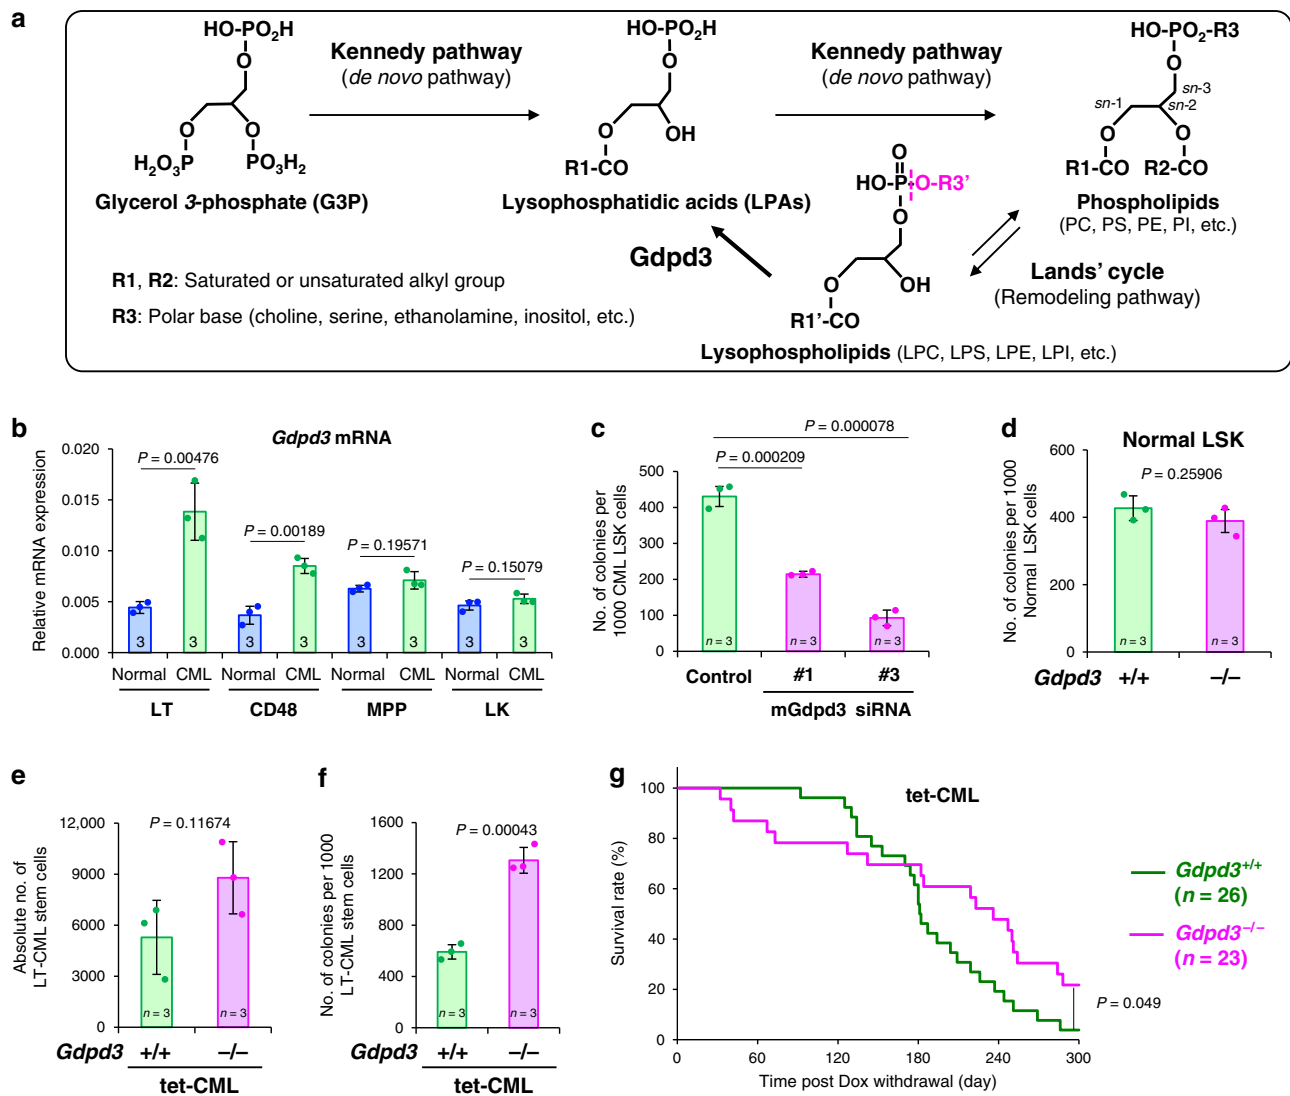 a
HO-PO₂H
O
O
O
H₂O₃P
PO₃H₂
Glycerol 3-phosphate (G3P)
Kennedy pathway
(de novo pathway)
HO-PO₂H
O
O
OH
R1-CO
Lysophosphatidic acids (LPAs)
Kennedy pathway
(de novo pathway)
HO-PO₂-R3
O
sn-3
sn-1
sn-2
O
O
R1-CO
R2-CO
Phospholipids
(PC, PS, PE, PI, etc.)
O
HO-P-O-R3'
O
O
OH
R1'-CO
Lysophospholipids (LPC, LPS, LPE, LPI, etc.)
Gdpd3
Lands' cycle
(Remodeling pathway)
R1, R2: Saturated or unsaturated alkyl group
R3: Polar base (choline, serine, ethanolamine, inositol, etc.)
b
Gdpd3 mRNA
Relative mRNA expression
0.020
0.015
0.010
0.005
0.000
P = 0.00476
P = 0.00189
P = 0.19571
P = 0.15079
3
3
3
3
3
3
3
3
Normal CML Normal CML Normal CML Normal CML
LT
CD48
MPP
LK
c
No. of colonies per
1000 CML LSK cells
500
400
300
200
100
0
P = 0.000078
P = 0.000209
n = 3
n = 3
n = 3
Control
#1
#3
mGdpd3 siRNA
d
Normal LSK
No. of colonies per 1000
Normal LSK cells
600
400
200
0
P = 0.25906
n = 3
n = 3
Gdpd3 +/+ –/–
e
Absolute no. of
LT-CML stem cells
12,000
9000
6000
3000
0
P = 0.11674
n = 3
n = 3
Gdpd3 +/+ –/–
tet-CML
f
No. of colonies per 1000
LT-CML stem cells
1600
1200
800
400
0
P = 0.00043
n = 3
n = 3
Gdpd3 +/+ –/–
tet-CML
g
tet-CML
Survival rate (%)
100
80
60
40
20
0
0
60
120
180
240
300
Time post Dox withdrawal (day)
Gdpd3+/+
(n = 26)
Gdpd3–/–
(n = 23)
P = 0.049